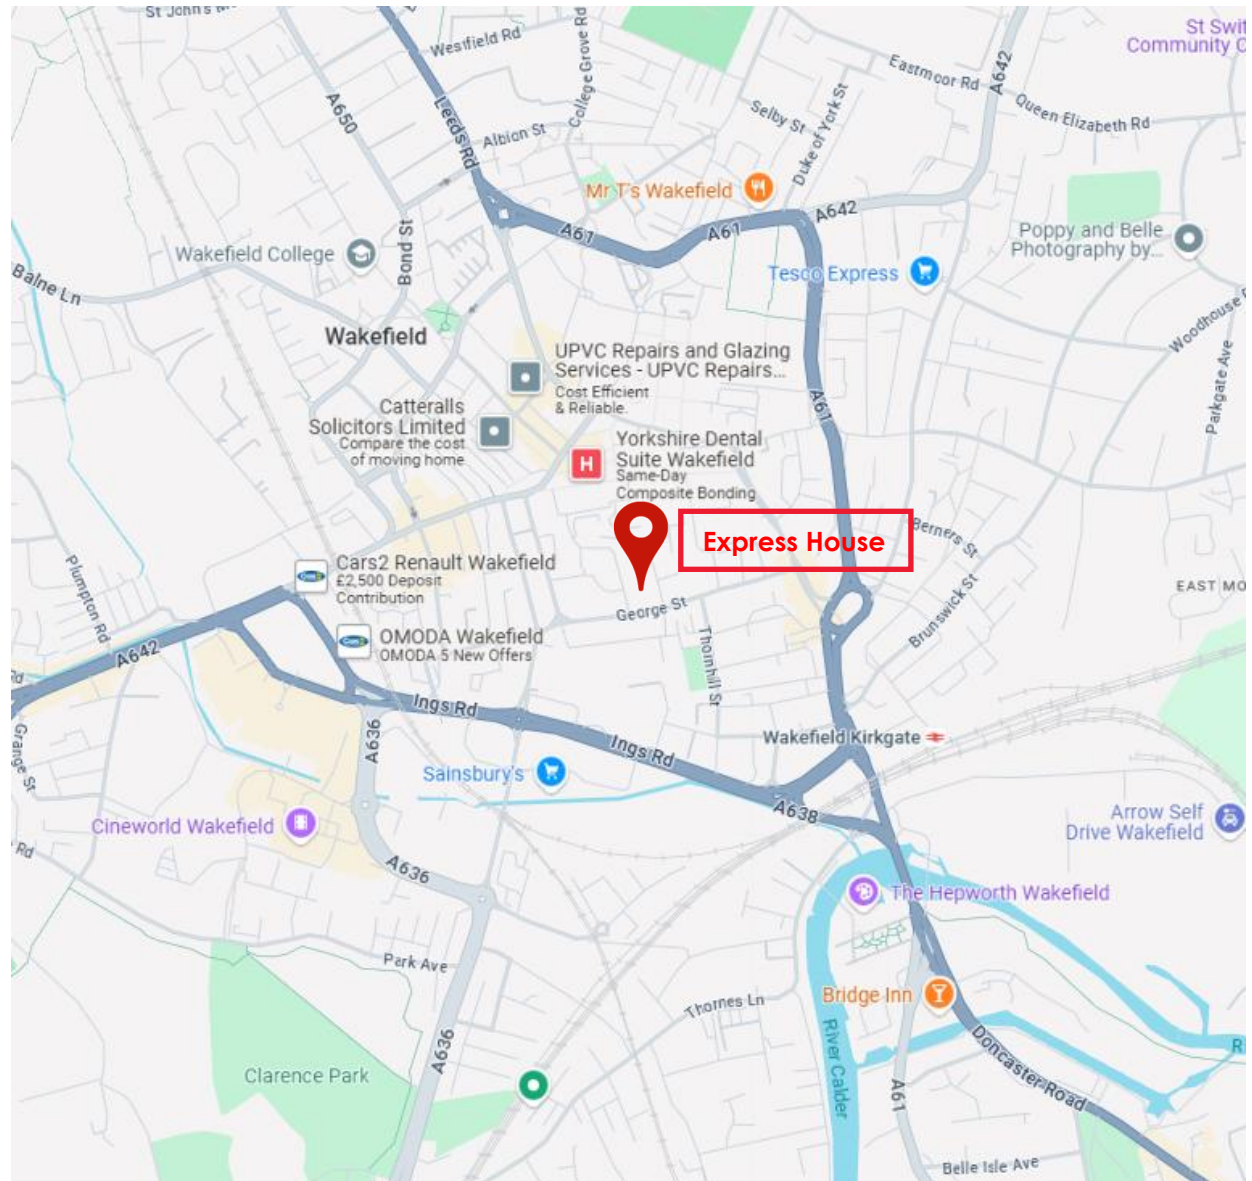 St John's
Westfield Rd
College Grove Rd
St Swit
Community C
A650
Leeds Rd
Albion St
Selby St
Duke of York St
Eastmoor Rd
A642
Queen Elizabeth Rd
Mr T's Wakefield
A61
A61
A642
Wakefield College
Bond St
Balne Ln
Poppy and Belle
Photography by...
Tesco Express
Woodhouse
Parkgate Ave
Wakefield
UPVC Repairs and Glazing
Services - UPVC Repairs...
Cost Efficient
& Reliable.
A61
Catteralls
Solicitors Limited
Compare the cost
of moving home
H
Yorkshire Dental
Suite Wakefield
Same-Day
Composite Bonding
Express House
Berners St
Plumpton Rd
Cars2 Renault Wakefield
£2,500 Deposit
Contribution
George St
Brunswick St
EAST MO
OMODA Wakefield
OMODA 5 New Offers
A642
Thornhill St
Rd
Grange St
Ings Rd
A636
Ings Rd
Wakefield Kirkgate
Sainsbury's
A638
Arrow Self
Drive Wakefield
Cineworld Wakefield
Rd
A636
The Hepworth Wakefield
Park Ave
Thornes Ln
Bridge Inn
River Calder
A636
Clarence Park
Doncaster Road
R
A61
Belle Isle Ave